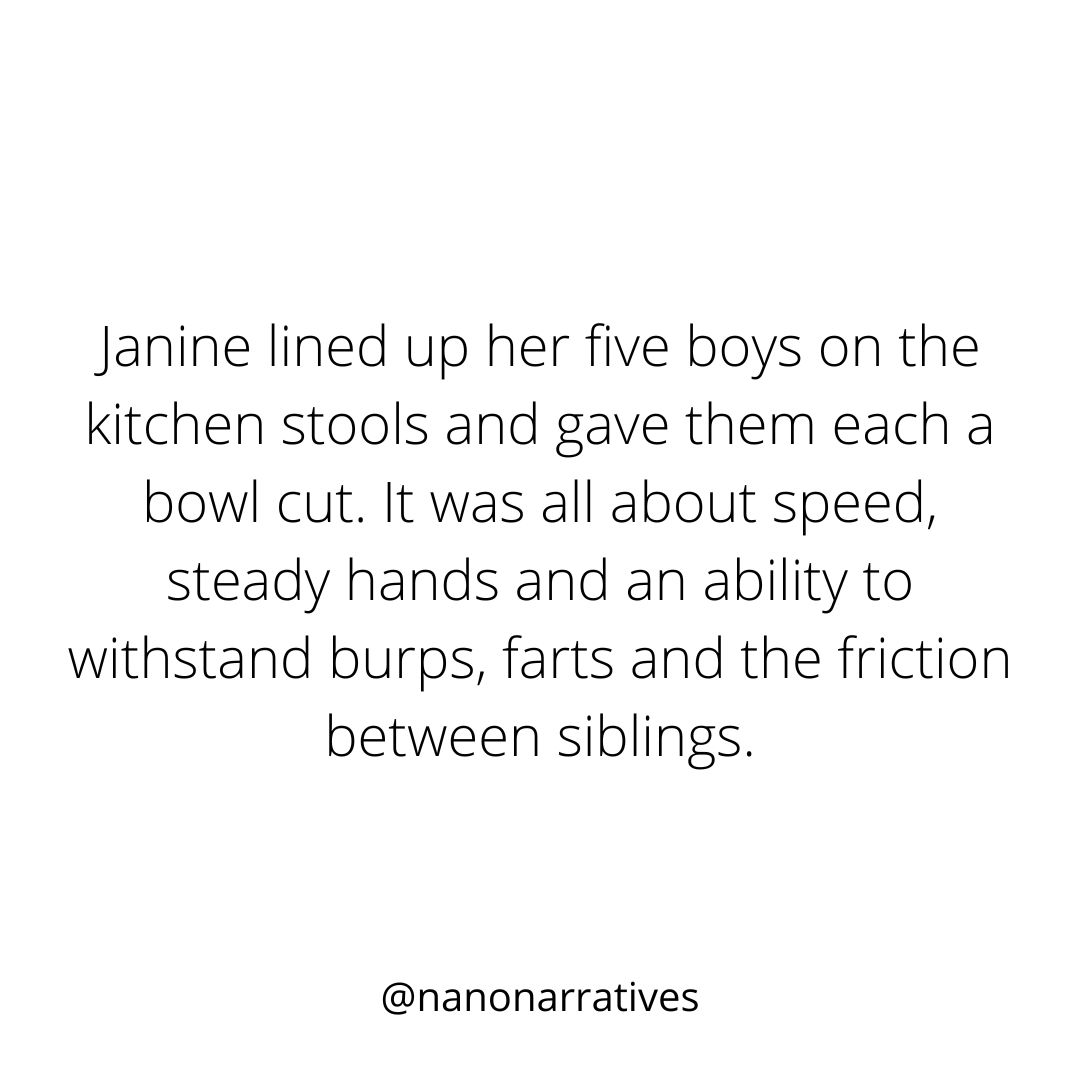 Janine lined up her five boys on the
kitchen stools and gave them each a
bowl cut. It was all about speed,
steady hands and an ability to
withstand burps, farts and the friction
between siblings.
@nanonarratives